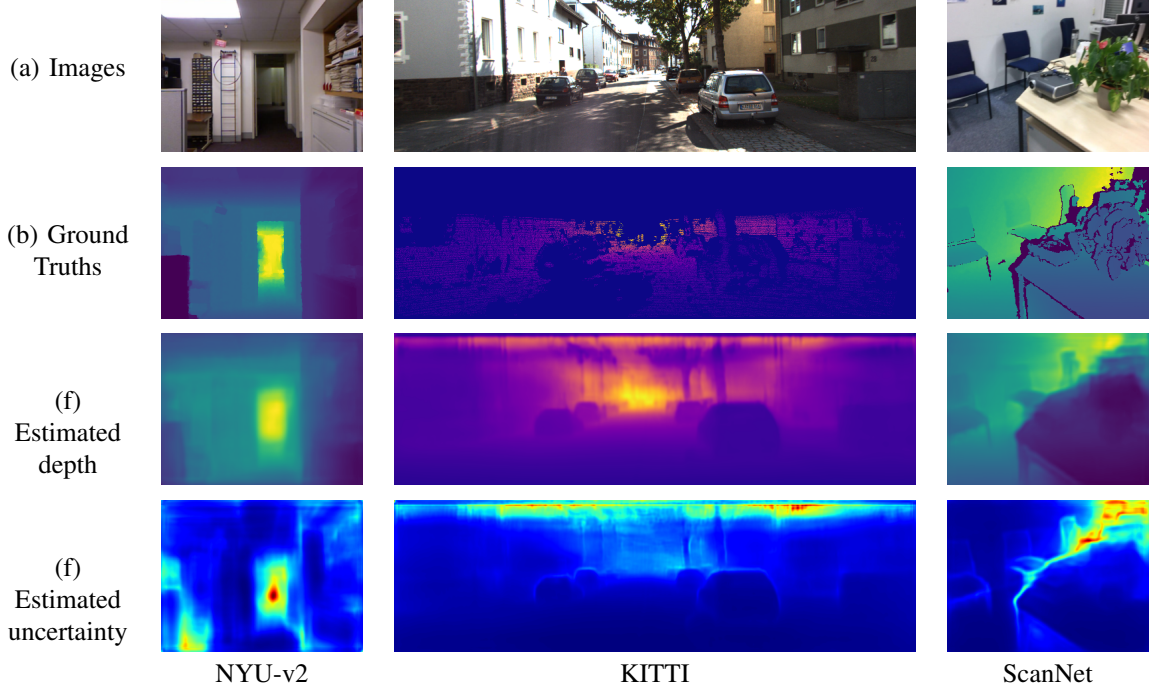 (a) Images
(b) Ground
Truths
(f)
Estimated
depth
(f)
Estimated
uncertainty
NYU-v2
KITTI
ScanNet